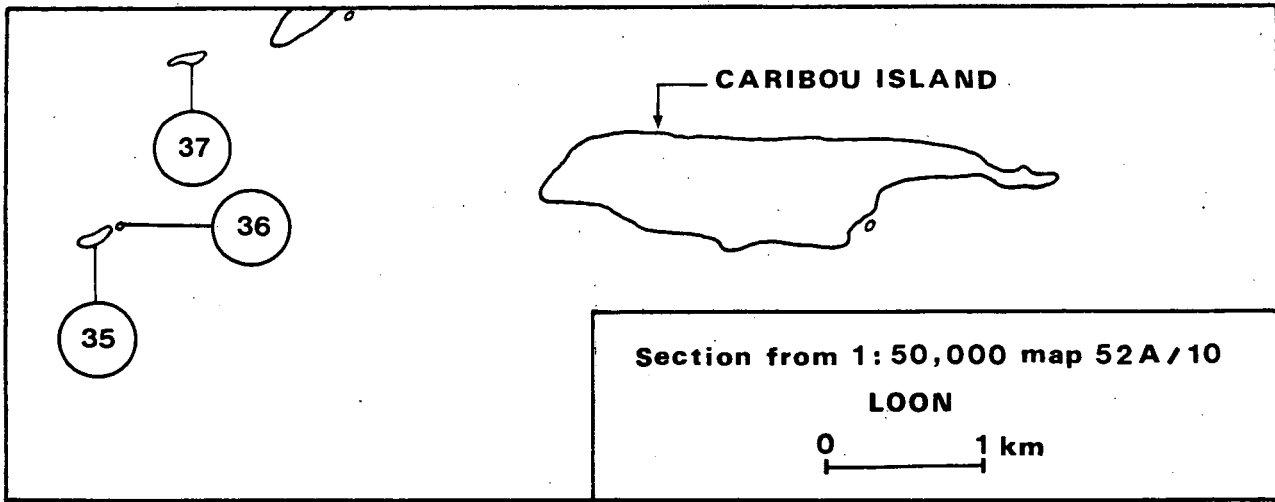 CARIBOU ISLAND
37
36
35
Section from 1:50,000 map 52A/10
LOON
0 1 km